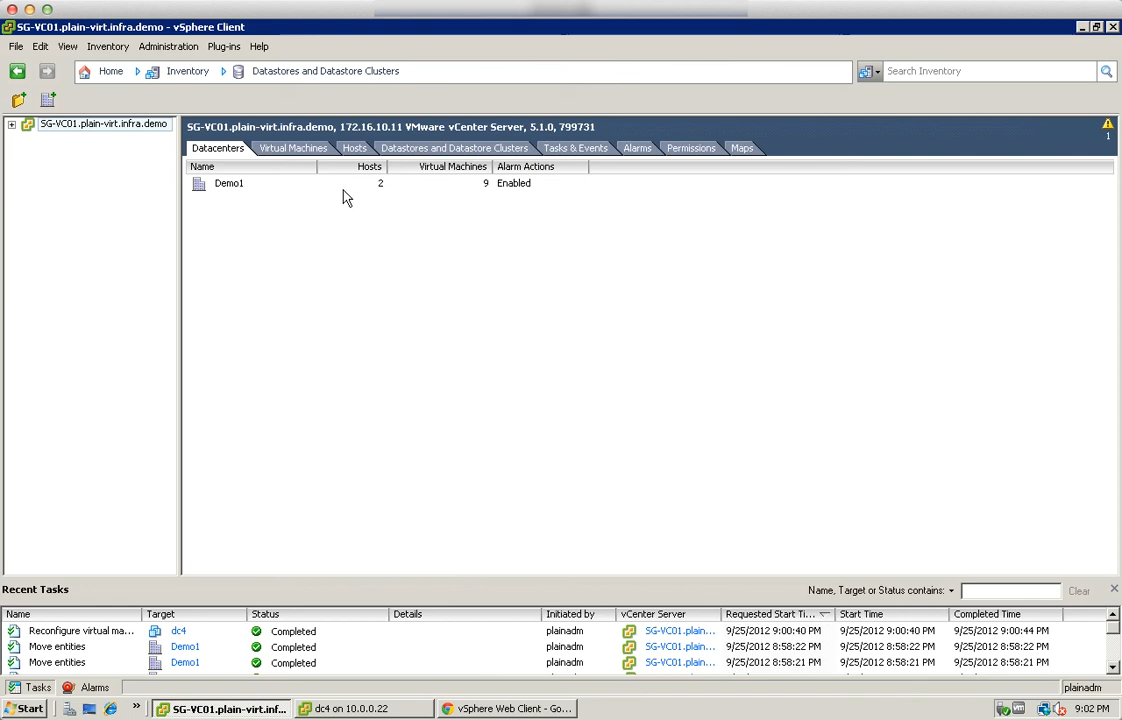 SG-VC01.plain-virt.infra.demo - vSphere Client
File Edit View Inventory Administration Plug-ins Help
Home Inventory Datastores and Datastore Clusters Search Inventory
SG-VC01.plain-virt.infra.demo
SG-VC01.plain-virt.infra.demo, 172.16.10.11 VMware vCenter Server, 5.1.0, 799731
1
Datacenters Virtual Machines Hosts Datastores and Datastore Clusters Tasks & Events Alarms Permissions Maps
Name Hosts Virtual Machines Alarm Actions
Demo1 2 9 Enabled
Recent Tasks Name, Target or Status contains: Clear
Name Target Status Details Initiated by vCenter Server Requested Start Ti... Start Time Completed Time
Reconfigure virtual ma... dc4 Completed plainadm SG-VC01.plain... 9/25/2012 9:00:40 PM 9/25/2012 9:00:40 PM 9/25/2012 9:00:44 PM
Move entities Demo1 Completed plainadm SG-VC01.plain... 9/25/2012 8:58:22 PM 9/25/2012 8:58:22 PM 9/25/2012 8:58:22 PM
Move entities Demo1 Completed plainadm SG-VC01.plain... 9/25/2012 8:58:21 PM 9/25/2012 8:58:21 PM 9/25/2012 8:58:21 PM
Tasks Alarms plainadm
Start » SG-VC01.plain-virt.inf... dc4 on 10.0.0.22 vSphere Web Client - Go... 9:02 PM